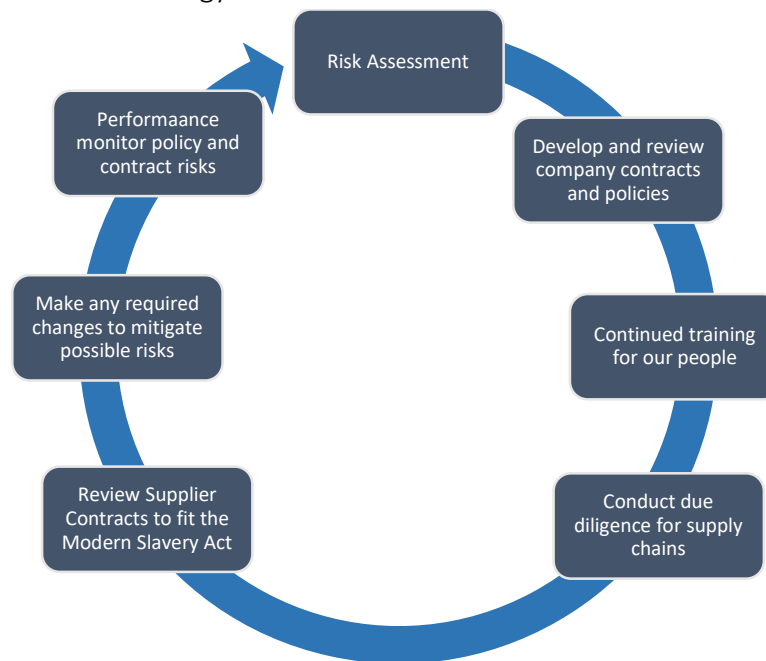 Risk Assessment
Develop and review
company contracts
and policies
Continued training
for our people
Conduct due
diligence for supply
chains
Review Supplier
Contracts to fit the
Modern Slavery Act
Make any required
changes to mitigate
possible risks
Performaance
monitor policy and
contract risks